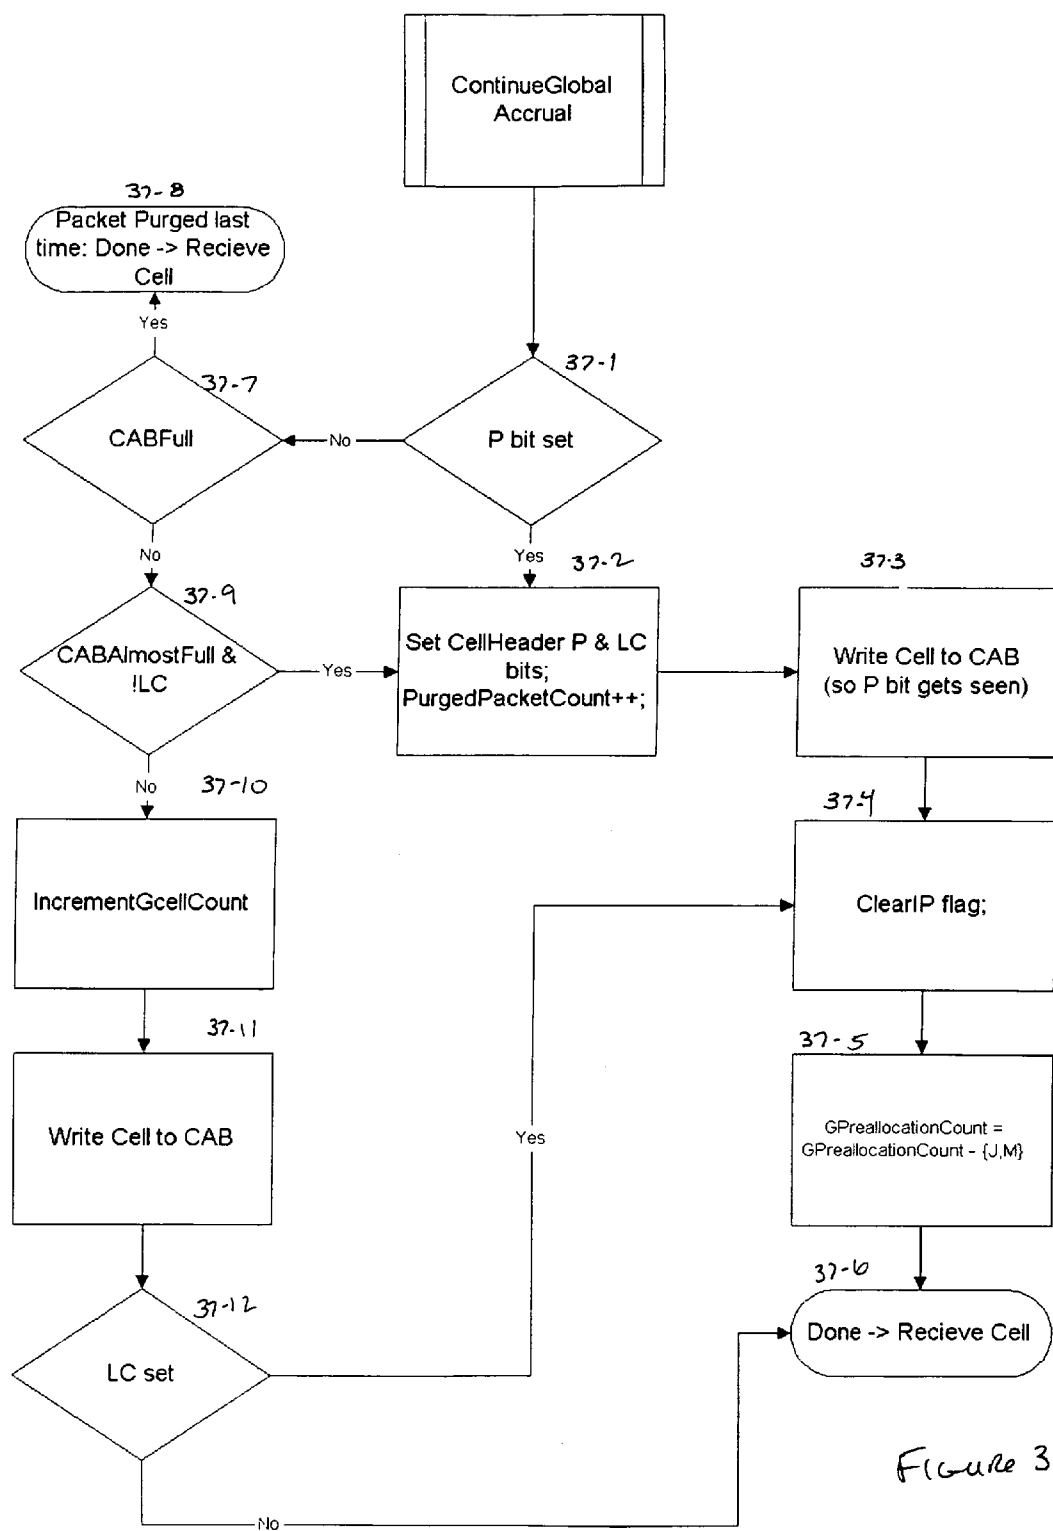 ContinueGlobal
Accrual
37-8
Packet Purged last
time: Done -> Recieve
Cell
Yes
37-7
CABFull
No
37-1
P bit set
No
37-9
CABAlmostFull &
!LC
Yes
Yes
37-2
Set CellHeader P & LC
bits;
PurgedPacketCount++;
37-3
Write Cell to CAB
(so P bit gets seen)
No
37-10
IncrementGcellCount
37-4
ClearIP flag;
37-11
Write Cell to CAB
Yes
37-5
GPreallocationCount =
GPreallocationCount - {J,M}
37-12
LC set
37-6
Done -> Recieve Cell
No
Figure 3